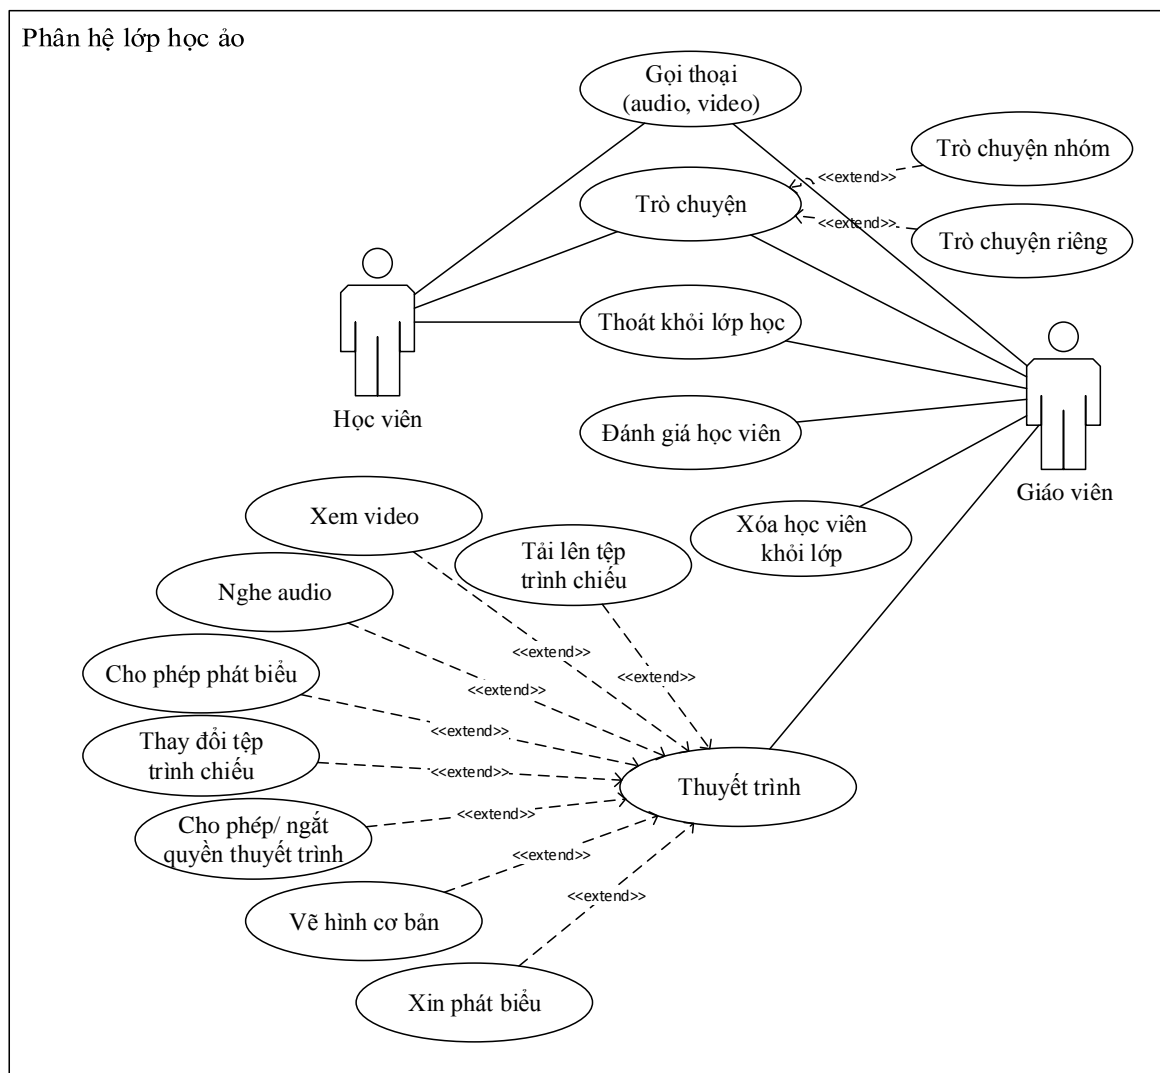 Phân hệ lớp học ảo
Gọi thoại
(audio, video)
Trò chuyện nhóm
<<extend>>
Trò chuyện
<<extend>>
Trò chuyện riêng
Thoát khỏi lớp học
Học viên
Đánh giá học viên
Giáo viên
Xem video
Xóa học viên
khỏi lớp
Tải lên tệp
trình chiếu
Nghe audio
<<extend>>
Cho phép phát biểu
<<extend>>
<<extend>>
<<extend>>
Thay đổi tệp
trình chiếu
<<extend>>
Thuyết trình
Cho phép/ ngắt
quyền thuyết trình
<<extend>>
<<extend>>
<<extend>>
Vẽ hình cơ bản
Xin phát biểu